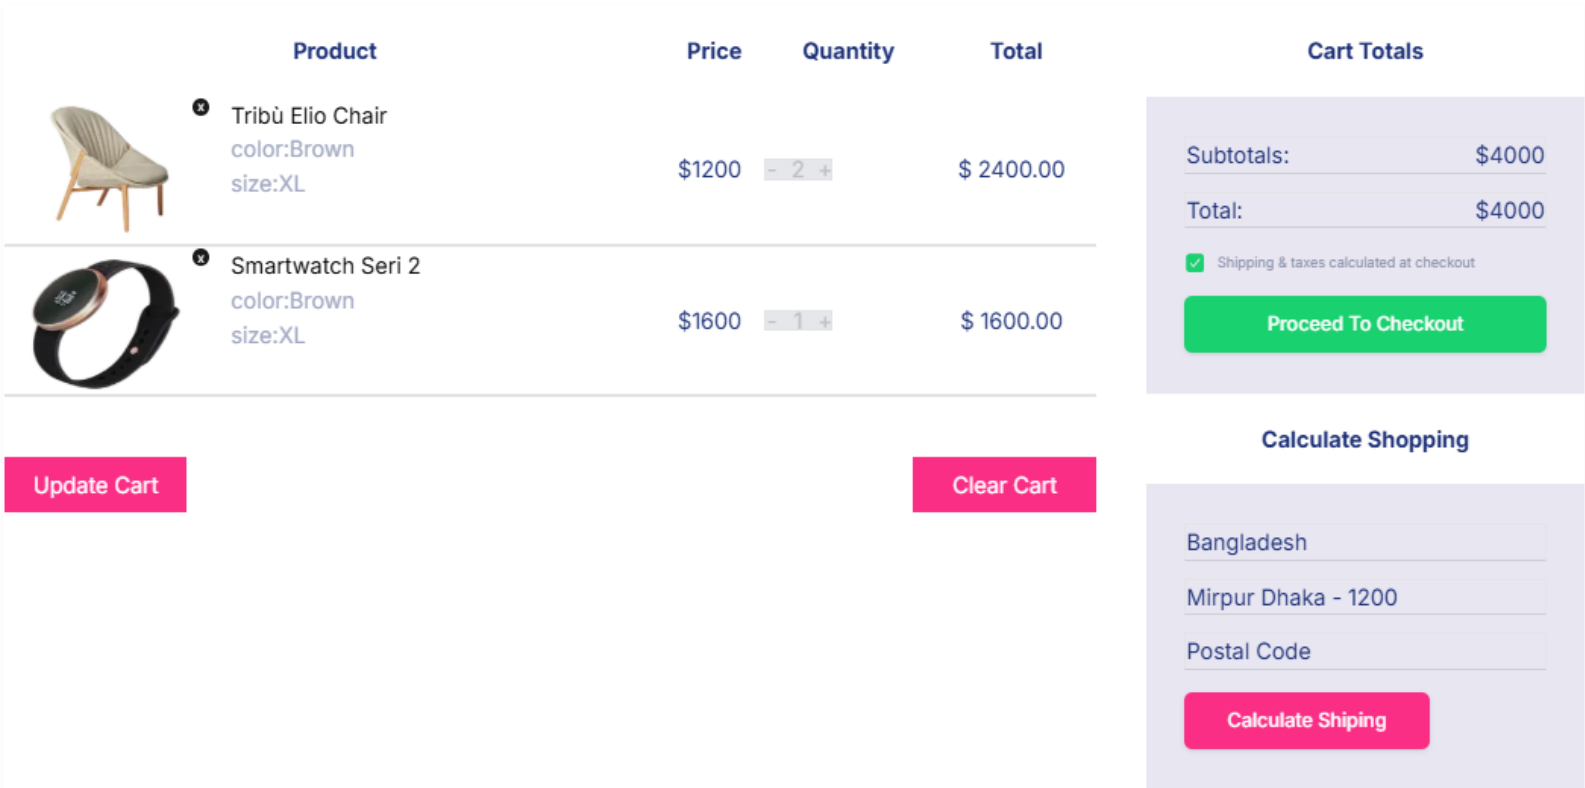 Product Price Quantity Total
x Tribù Elio Chair
color:Brown
size:XL
$1200 - 2 + $ 2400.00
x Smartwatch Seri 2
color:Brown
size:XL
$1600 - 1 + $ 1600.00
Update Cart Clear Cart
Cart Totals
Subtotals: $4000
Total: $4000
Shipping & taxes calculated at checkout
Proceed To Checkout
Calculate Shopping
Bangladesh
Mirpur Dhaka - 1200
Postal Code
Calculate Shiping